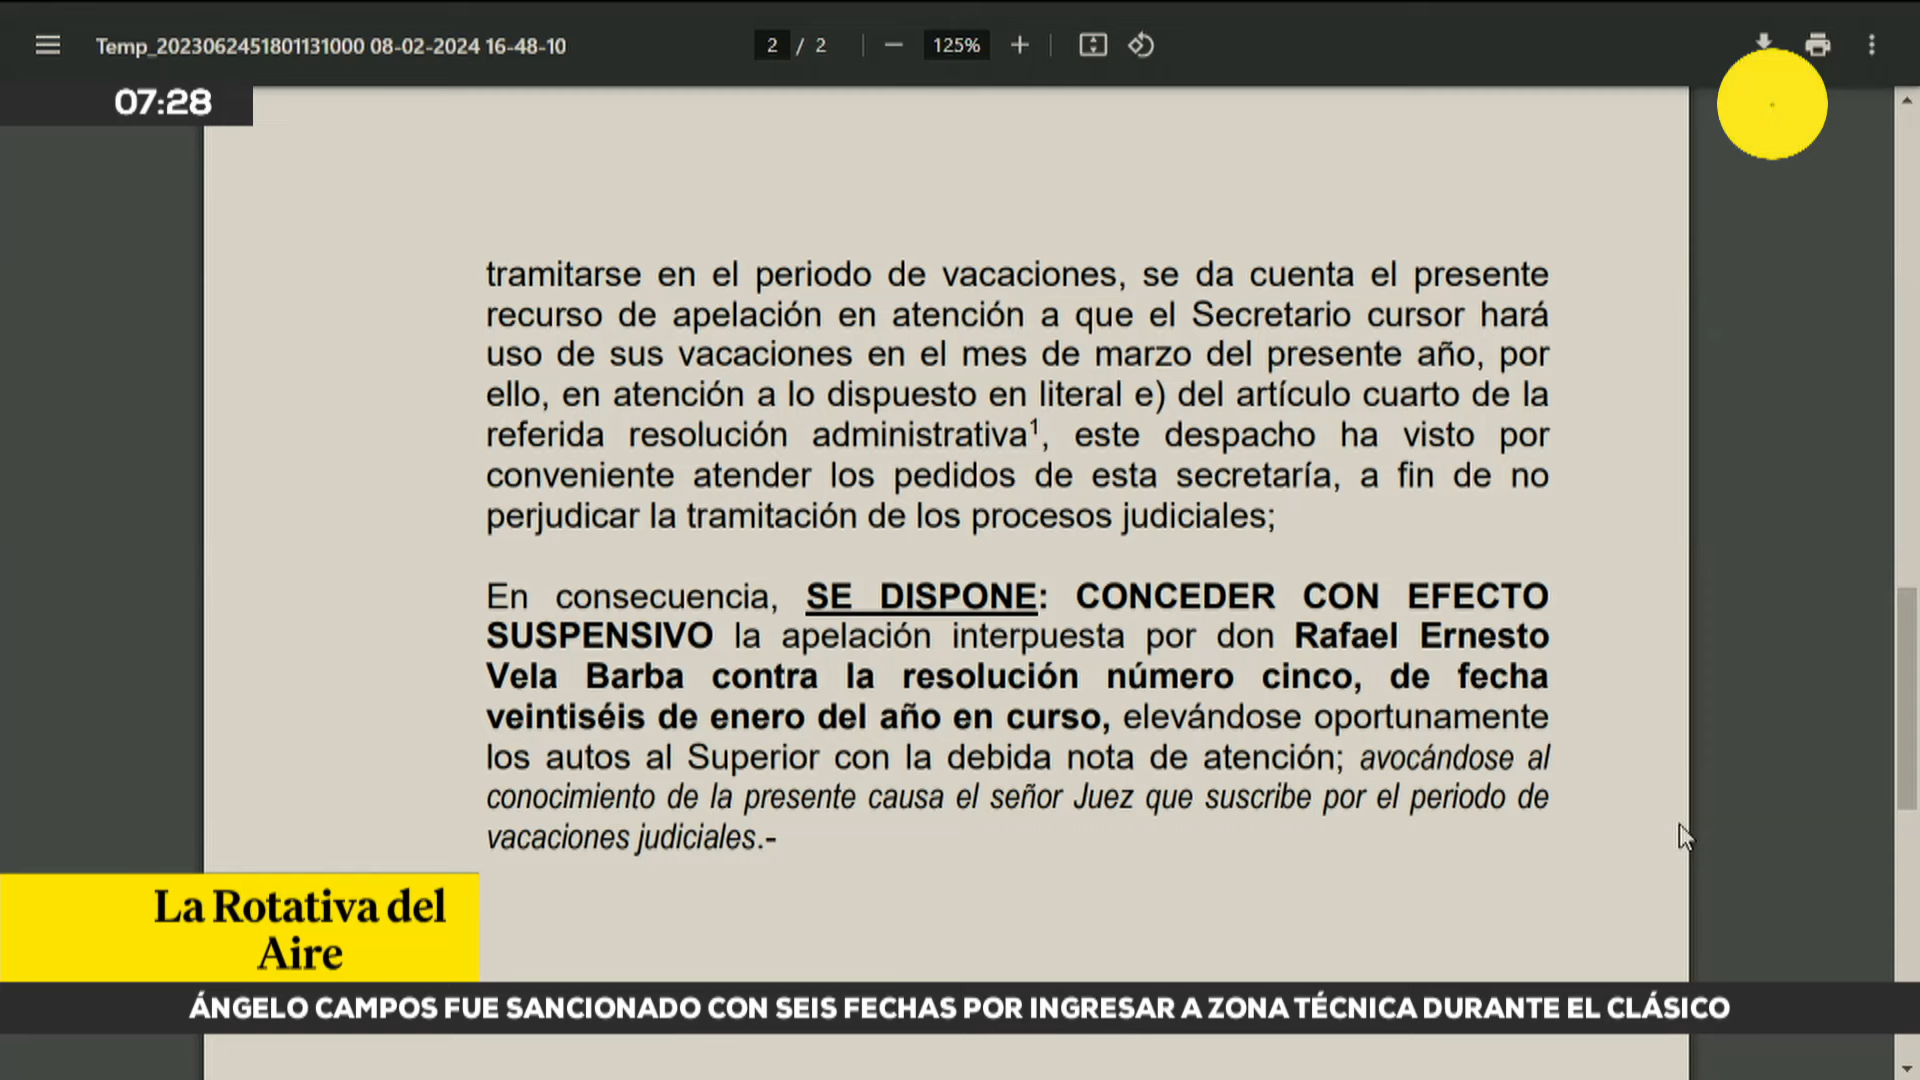 Temp_2023062451801131000 08-02-2024 16-48-10
2 / 2
125%
07:28
tramitarse en el periodo de vacaciones, se da cuenta el presente
recurso de apelación en atención a que el Secretario cursor hará
uso de sus vacaciones en el mes de marzo del presente año, por
ello, en atención a lo dispuesto en literal e) del artículo cuarto de la
referida resolución administrativa¹, este despacho ha visto por
conveniente atender los pedidos de esta secretaría, a fin de no
perjudicar la tramitación de los procesos judiciales;
En consecuencia, SE DISPONE: CONCEDER CON EFECTO
SUSPENSIVO la apelación interpuesta por don Rafael Ernesto
Vela Barba contra la resolución número cinco, de fecha
veintiséis de enero del año en curso, elevándose oportunamente
los autos al Superior con la debida nota de atención; avocándose al
conocimiento de la presente causa el señor Juez que suscribe por el periodo de
vacaciones judiciales.-
La Rotativa del
Aire
ÁNGELO CAMPOS FUE SANCIONADO CON SEIS FECHAS POR INGRESAR A ZONA TÉCNICA DURANTE EL CLÁSICO